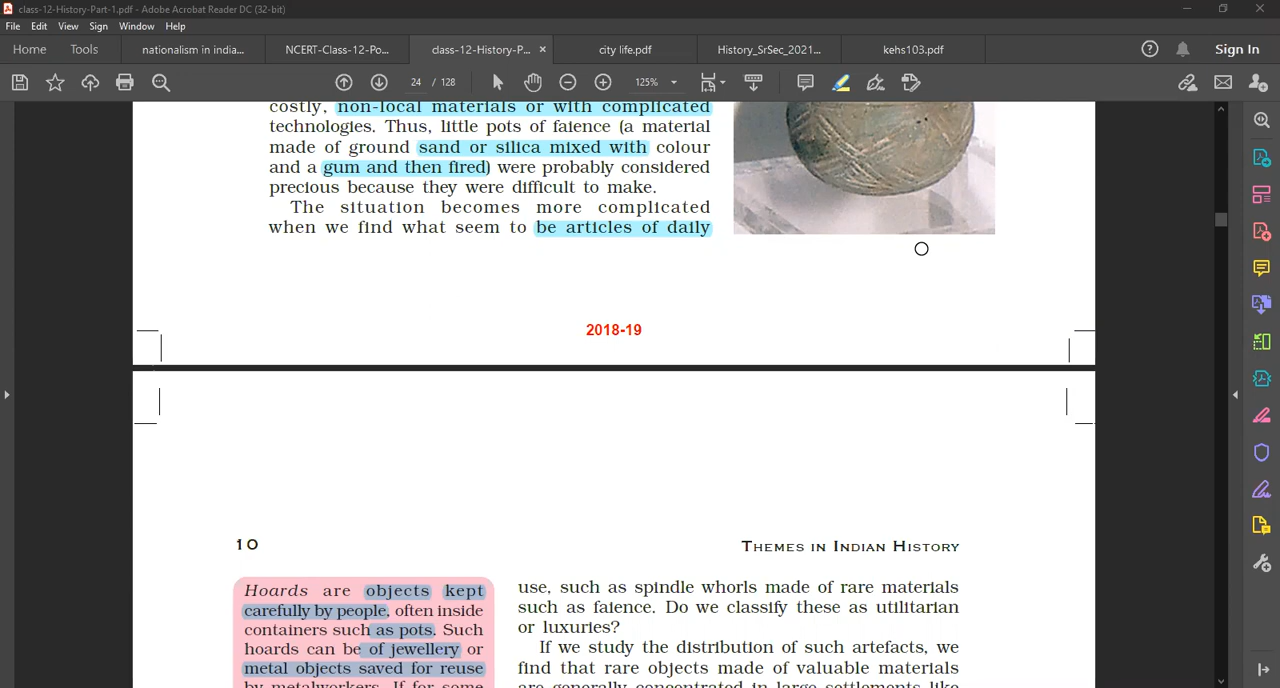 class-12-History-Part-1.pdf - Adobe Acrobat Reader DC (32-bit)
File Edit View Sign Window Help
Home Tools nationalism in india... NCERT-Class-12-Po... class-12-History-P... × city life.pdf History_SrSec_2021... kehs103.pdf Sign In
24 / 128 125%
costly, non-local materials or with complicated
technologies. Thus, little pots of faience (a material
made of ground sand or silica mixed with colour
and a gum and then fired) were probably considered
precious because they were difficult to make.
The situation becomes more complicated
when we find what seem to be articles of daily
2018-19
10
THEMES IN INDIAN HISTORY
Hoards are objects kept
carefully by people, often inside
containers such as pots. Such
hoards can be of jewellery or
metal objects saved for reuse
by metalworkers. If for some
use, such as spindle whorls made of rare materials
such as faience. Do we classify these as utilitarian
or luxuries?
If we study the distribution of such artefacts, we
find that rare objects made of valuable materials
are generally concentrated in large settlements like